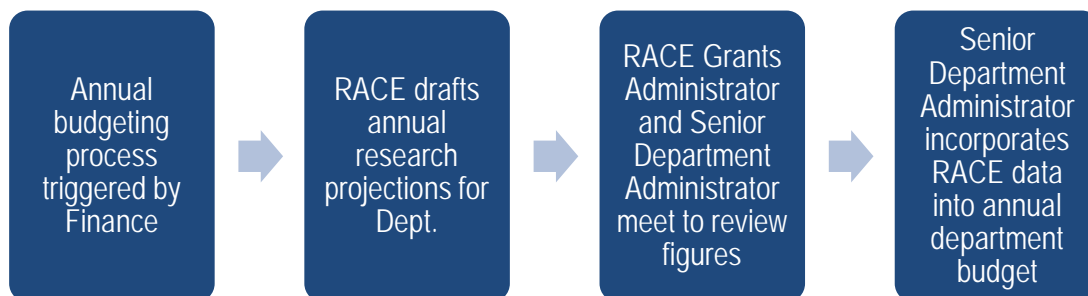 Annual
budgeting
process
triggered by
Finance
RACE drafts
annual
research
projections for
Dept.
RACE Grants
Administrator
and Senior
Department
Administrator
meet to review
figures
Senior
Department
Administrator
incorporates
RACE data
into annual
department
budget